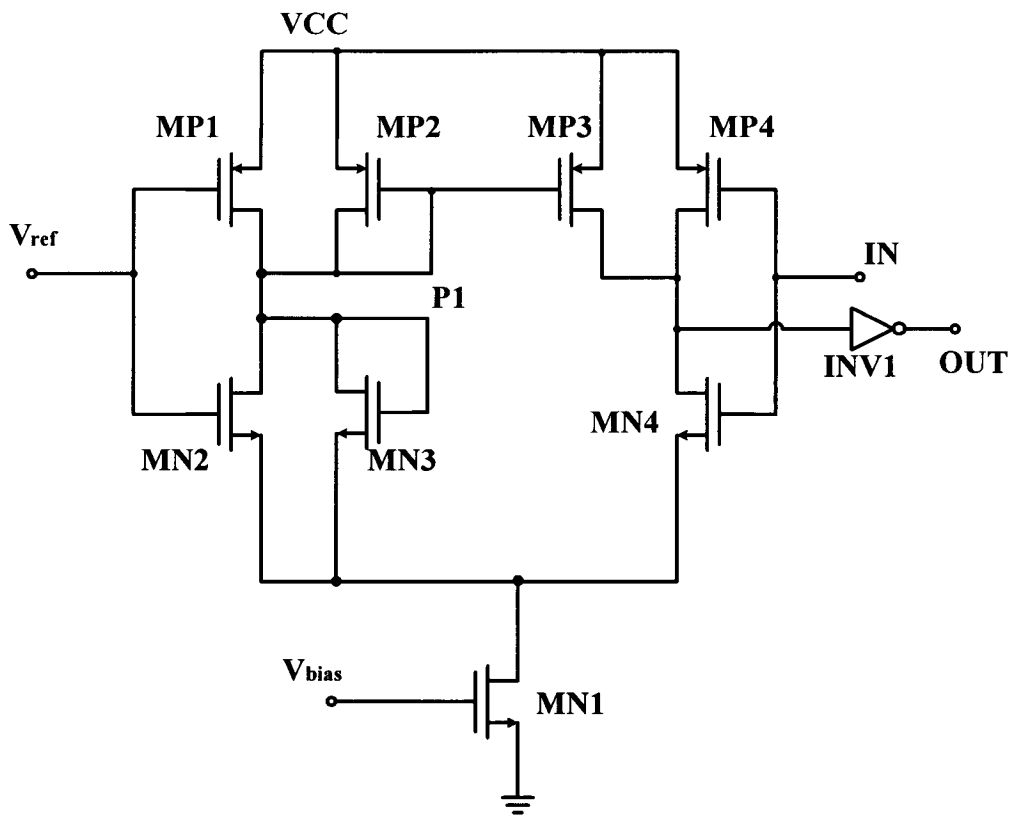 VCC
MP1
MP2
MP3
MP4
Vref
IN
P1
INV1
OUT
MN2
MN3
MN4
Vbias
MN1